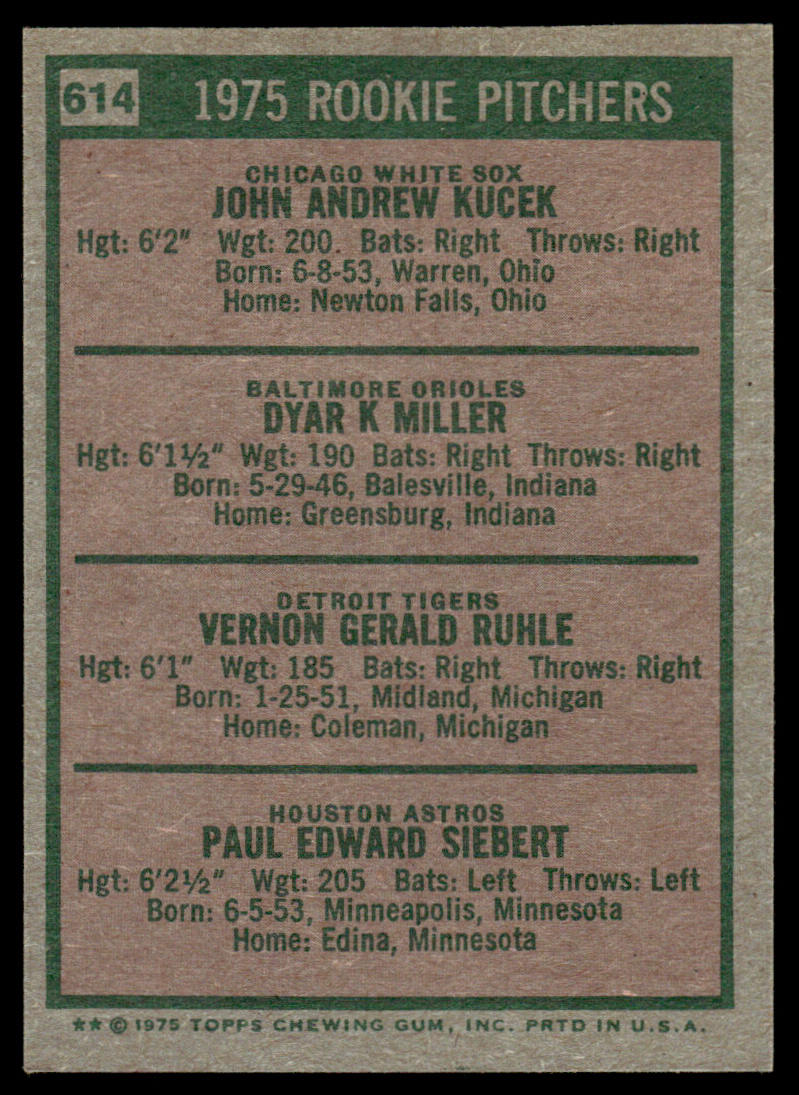 614 1975 ROOKIE PITCHERS
CHICAGO WHITE SOX
JOHN ANDREW KUCEK
Hgt: 6'2" Wgt: 200. Bats: Right Throws: Right
Born: 6-8-53, Warren, Ohio
Home: Newton Falls, Ohio
BALTIMORE ORIOLES
DYAR K MILLER
Hgt: 6'1½" Wgt: 190 Bats: Right Throws: Right
Born: 5-29-46, Balesville, Indiana
Home: Greensburg, Indiana
DETROIT TIGERS
VERNON GERALD RUHLE
Hgt: 6'1" Wgt: 185 Bats: Right Throws: Right
Born: 1-25-51, Midland, Michigan
Home: Coleman, Michigan
HOUSTON ASTROS
PAUL EDWARD SIEBERT
Hgt: 6'2½" Wgt: 205 Bats: Left Throws: Left
Born: 6-5-53, Minneapolis, Minnesota
Home: Edina, Minnesota
★★ © 1975 TOPPS CHEWING GUM, INC. PRTD IN U.S.A.